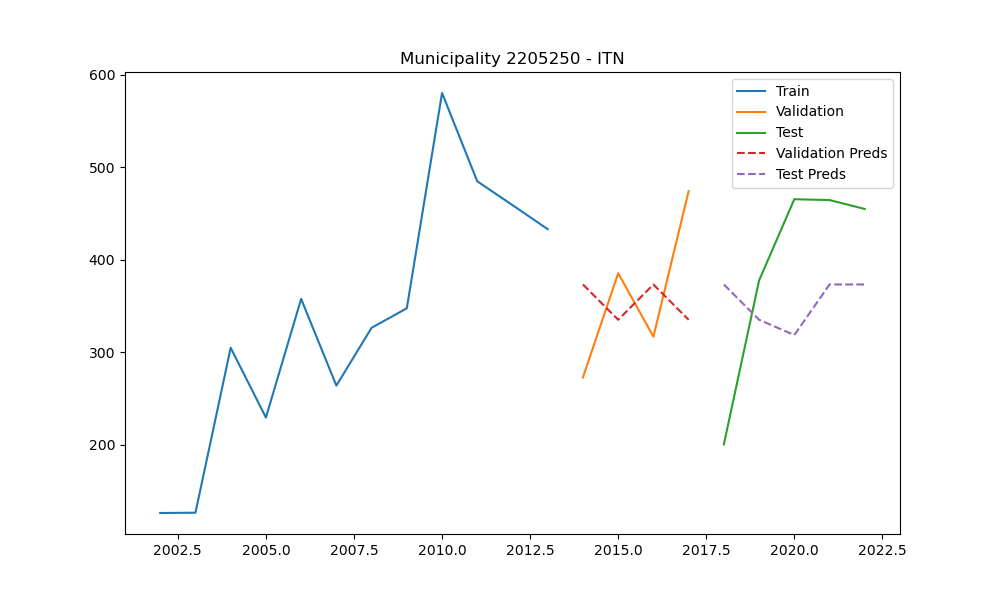 Municipality 2205250 - ITN
600
500
400
300
200
2002.5 2005.0 2007.5 2010.0 2012.5 2015.0 2017.5 2020.0 2022.5
Train
Validation
Test
Validation Preds
Test Preds